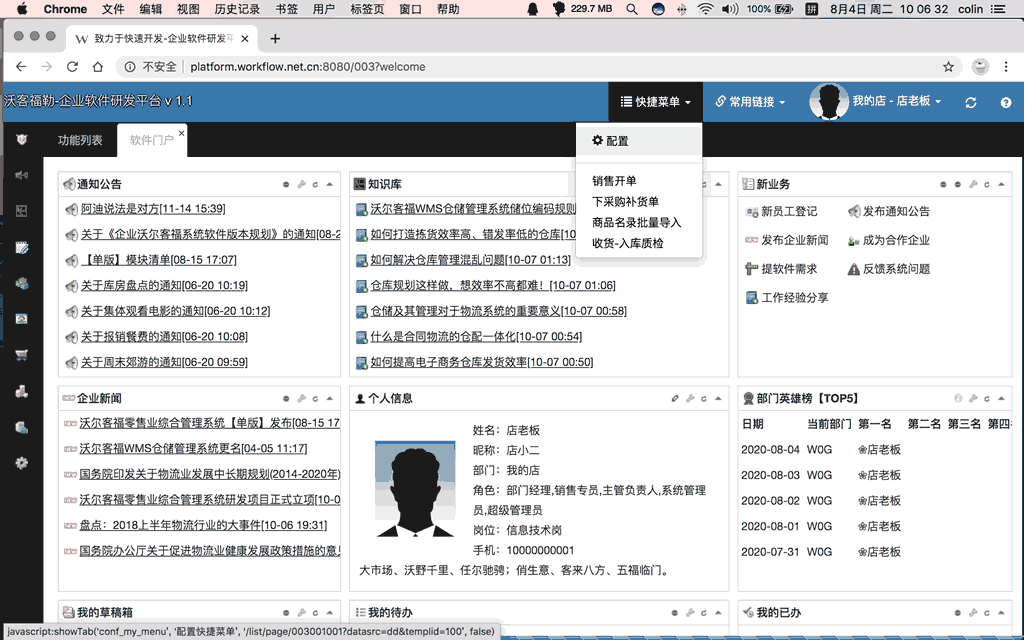 Chrome 文件 编辑 视图 历史记录 书签 用户 标签页 窗口 帮助 229.7 MB 100% 拼 8月4日 周二 10 06 32 colin
W 致力于快速开发-企业软件研发平
不安全 platform.workflow.net.cn:8080/003?welcome
沃客福勒-企业软件研发平台 v 1.1 快捷菜单 常用链接 我的店 - 店老板
功能列表 软件门户
配置
销售开单
下采购补货单
商品名录批量导入
收货-入库质检
通知公告
阿迪说法是对方[11-14 15:39]
关于《企业沃尔客福系统软件版本规划》的通知[08-2
【单版】模块清单[08-15 17:07]
关于库房盘点的通知[06-20 10:19]
关于集体观看电影的通知[06-20 10:12]
关于报销餐费的通知[06-20 10:08]
关于周末郊游的通知[06-20 09:59]
知识库
沃尔客福WMS仓储管理系统储位编码规则
如何打造拣货效率高、错发率低的仓库[10-
如何解决仓库管理混乱问题[10-07 01:13]
仓库规划这样做，想效率不高都难！[10-07 01:06]
仓储及其管理对于物流系统的重要意义[10-07 00:58]
什么是合同物流的仓配一体化[10-07 00:54]
如何提高电子商务仓库发货效率[10-07 00:50]
新业务
新员工登记 发布通知公告
发布企业新闻 成为合作企业
提软件需求 反馈系统问题
工作经验分享
企业新闻
沃尔客福零售业综合管理系统【单版】发布[08-15 17
沃尔客福WMS仓储管理系统更名[04-05 11:17]
国务院印发关于物流业发展中长期规划(2014-2020年)
沃尔客福零售业综合管理系统研发项目正式立项[10-0
盘点：2018上半年物流行业的大事件[10-06 19:31]
国务院办公厅关于促进物流业健康发展政策措施的意见
个人信息
姓名：店老板
昵称：店小二
部门：我的店
角色：部门经理,销售专员,主管负责人,系统管理
员,超级管理员
岗位：信息技术岗
手机：10000000001
大市场、沃野千里、任尔驰骋；俏生意、客来八方、五福临门。
部门英雄榜【TOP5】
日期 当前部门 第一名 第二名 第三名 第四
2020-08-04 W0G 店老板
2020-08-03 W0G 店老板
2020-08-02 W0G 店老板
2020-08-01 W0G 店老板
2020-07-31 W0G 店老板
我的草稿箱
我的待办
我的已办
javascript:showTab('conf_my_menu', '配置快捷菜单', '/list/page/003001001?datasrc=dd&templid=100', false)